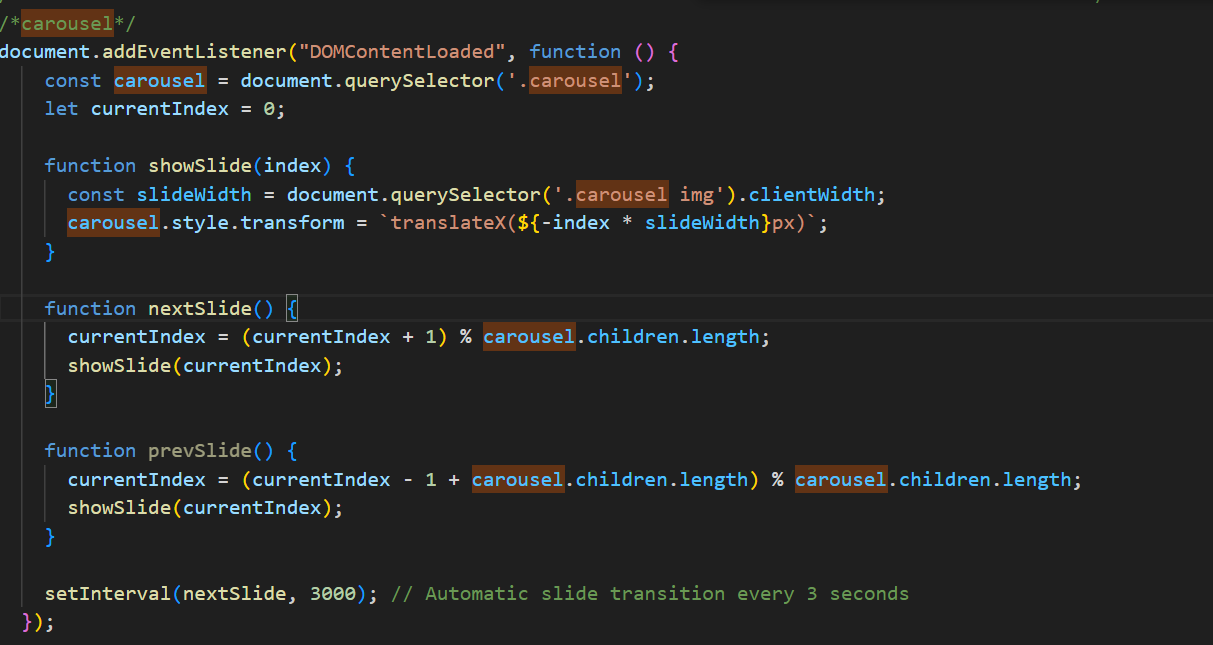 /*carousel*/
document.addEventListener("DOMContentLoaded", function () {
    const carousel = document.querySelector('.carousel');
    let currentIndex = 0;

    function showSlide(index) {
      const slideWidth = document.querySelector('.carousel img').clientWidth;
      carousel.style.transform = `translateX(${-index * slideWidth}px)`;
    }

    function nextSlide() {
      currentIndex = (currentIndex + 1) % carousel.children.length;
      showSlide(currentIndex);
    }

    function prevSlide() {
      currentIndex = (currentIndex - 1 + carousel.children.length) % carousel.children.length;
      showSlide(currentIndex);
    }

    setInterval(nextSlide, 3000); // Automatic slide transition every 3 seconds
  });